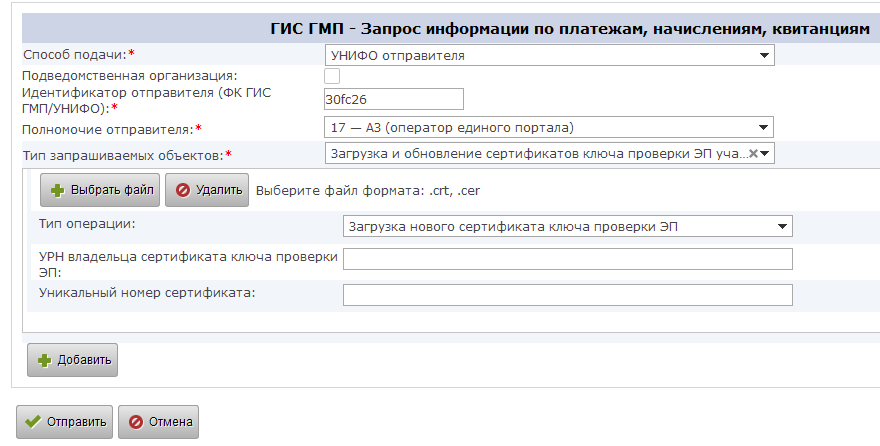 ГИС ГМП - Запрос информации по платежам, начислениям, квитанциям
Способ подачи:* УНИФО отправителя
Подведомственная организация:
Идентификатор отправителя (ФК ГИС
ГМП/УНИФО):* 30fc26
Полномочие отправителя:* 17 — АЗ (оператор единого портала)
Тип запрашиваемых объектов:* Загрузка и обновление сертификатов ключа проверки ЭП уча...
Выбрать файл Удалить Выберите файл формата: .crt, .cer
Тип операции: Загрузка нового сертификата ключа проверки ЭП
УРН владельца сертификата ключа проверки
ЭП:
Уникальный номер сертификата:
Добавить
Отправить Отмена